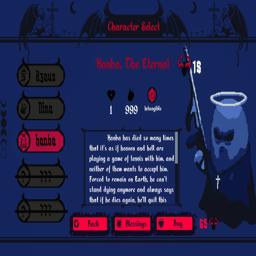 Character Select
Hanba, The Eternal
18
Nina
1
999
Intangible
hanba
Hanba has died so many times
that it's as if heaven and hell are
playing a game of tennis with him, and
neither of them wants to accept him.
Forced to remain on Earth, he can't
stand dying anymore and always says
that if he dies again, he'll quit this
???
???
Back
Blessings
Buy
65